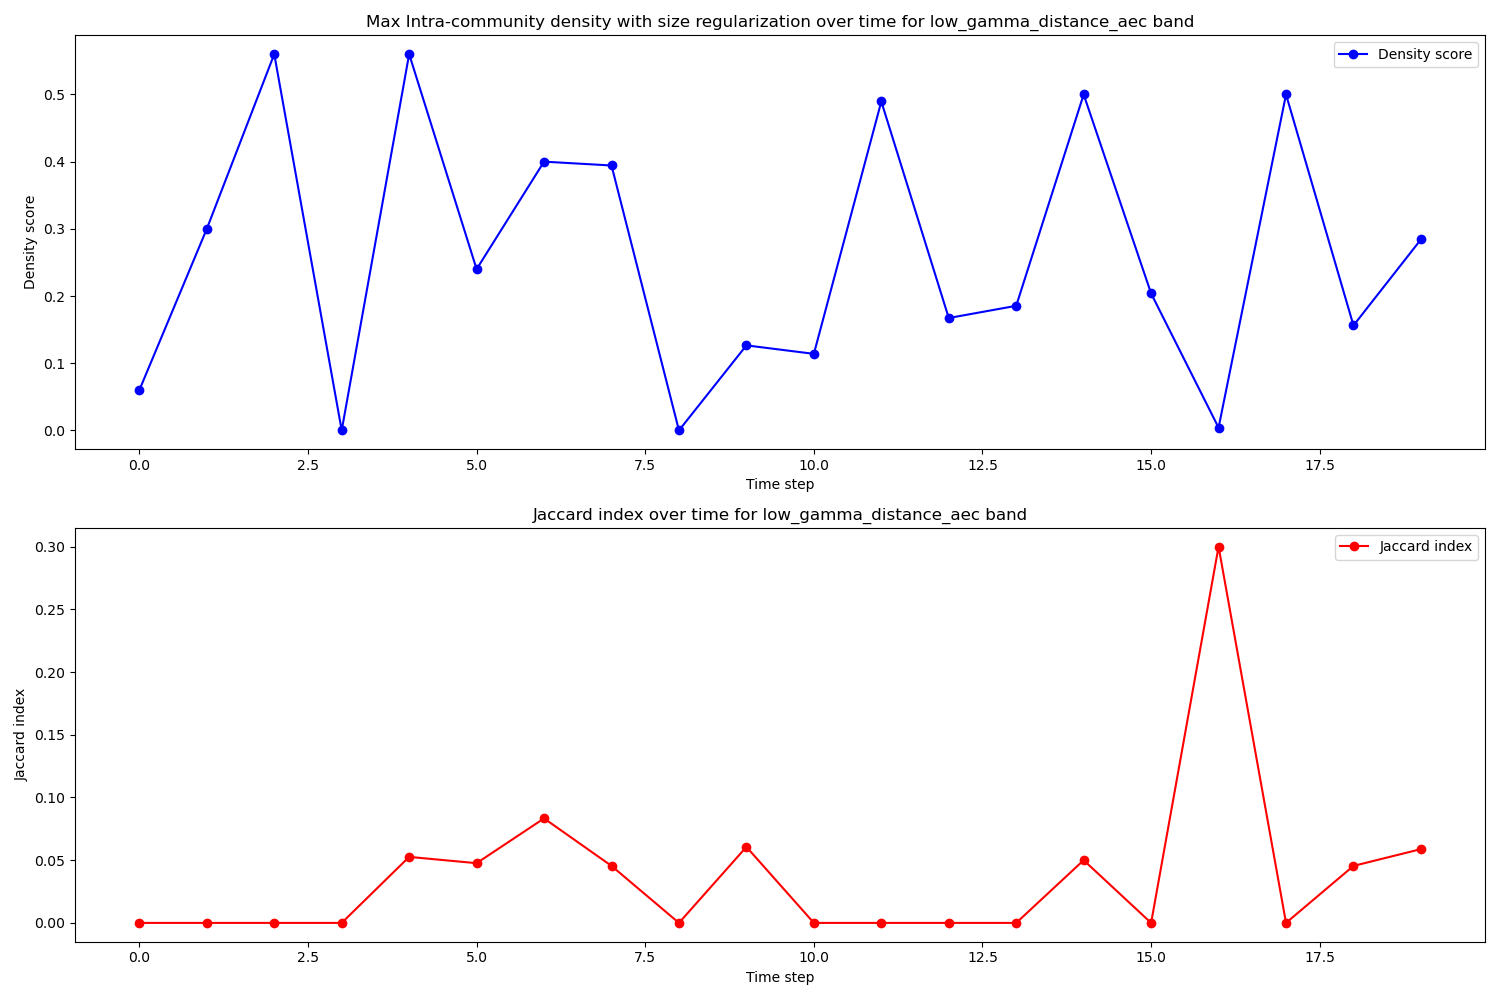 Max Intra-community density with size regularization over time for low_gamma_distance_aec band
Density score
Density score
0.5
0.4
0.3
0.2
0.1
0.0
0.0 2.5 5.0 7.5 10.0 12.5 15.0 17.5
Time step
Jaccard index over time for low_gamma_distance_aec band
Jaccard index
Jaccard index
0.30
0.25
0.20
0.15
0.10
0.05
0.00
0.0 2.5 5.0 7.5 10.0 12.5 15.0 17.5
Time step